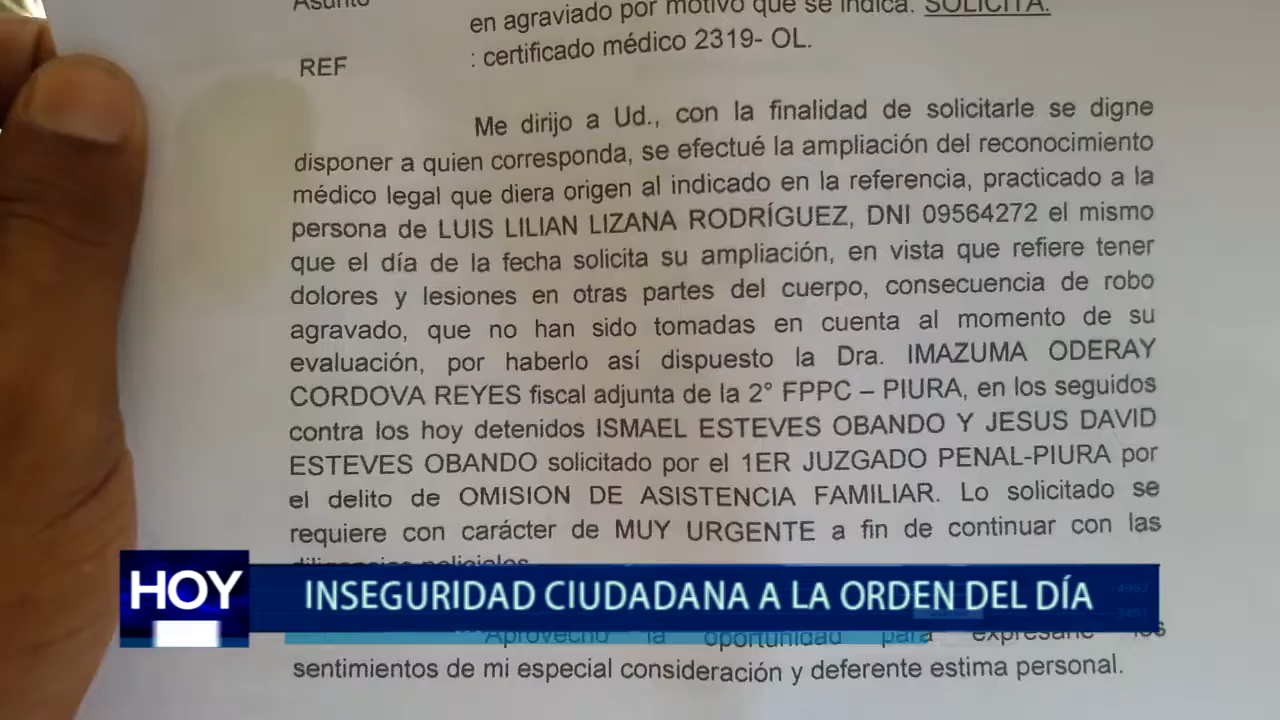 Asunto
en agraviado por motivo que se indica. SOLICITA.
REF
: certificado médico 2319- OL.
Me dirijo a Ud., con la finalidad de solicitarle se digne
disponer a quien corresponda, se efectué la ampliación del reconocimiento
médico legal que diera origen al indicado en la referencia, practicado a la
persona de LUIS LILIAN LIZANA RODRÍGUEZ, DNI 09564272 el mismo
que el día de la fecha solicita su ampliación, en vista que refiere tener
dolores y lesiones en otras partes del cuerpo, consecuencia de robo
agravado, que no han sido tomadas en cuenta al momento de su
evaluación, por haberlo así dispuesto la Dra. IMAZUMA ODERAY
CORDOVA REYES fiscal adjunta de la 2° FPPC – PIURA, en los seguidos
contra los hoy detenidos ISMAEL ESTEVES OBANDO Y JESUS DAVID
ESTEVES OBANDO solicitado por el 1ER JUZGADO PENAL-PIURA por
el delito de OMISION DE ASISTENCIA FAMILIAR. Lo solicitado se
requiere con carácter de MUY URGENTE a fin de continuar con las
diligencias policiales.
HOY
INSEGURIDAD CIUDADANA A LA ORDEN DEL DÍA
Aprovecho la oportunidad para expresarle los
sentimientos de mi especial consideración y deferente estima personal.